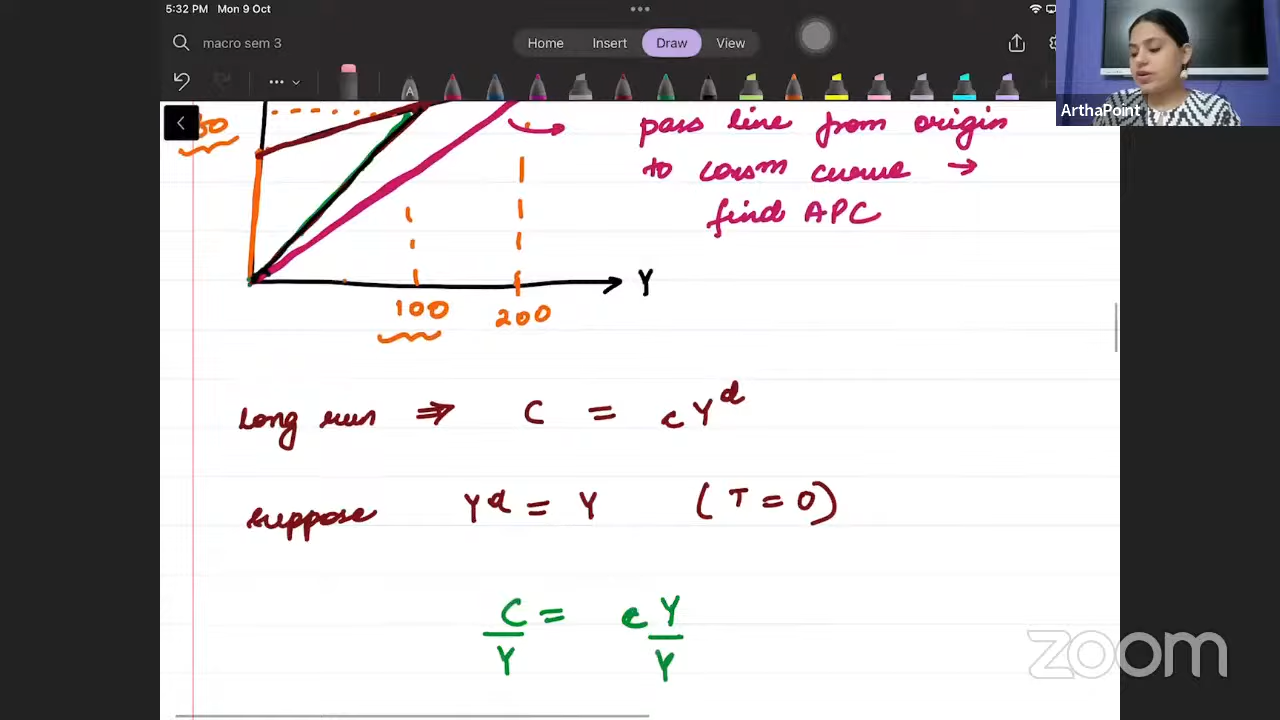 5:32 PM Mon 9 Oct
macro sem 3
Home Insert Draw View
A
ArthaPoint
pass line from origin
to consm curve →
find APC
Y
100 200
long run ⇒ C = cY^d
suppose Y^d = Y (T = 0)
C/Y = cY/Y
zoom